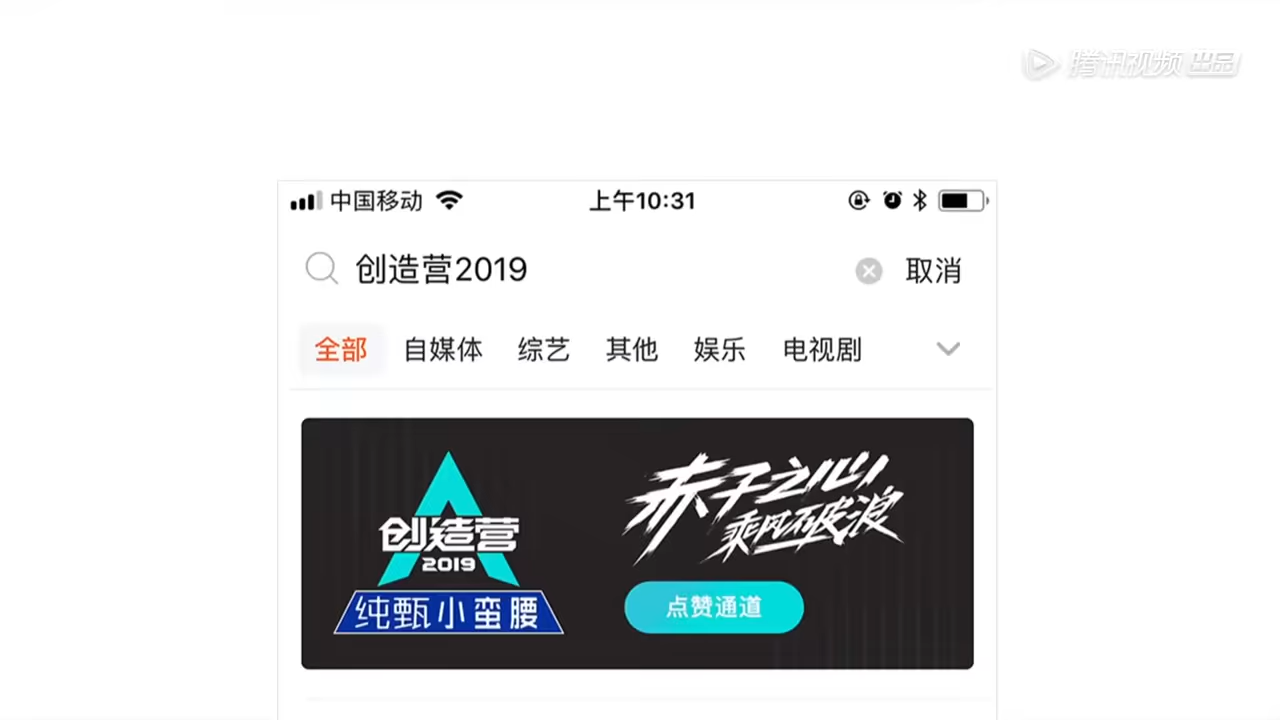 腾讯视频 出品
中国移动 上午10:31
创造营2019 取消
全部 自媒体 综艺 其他 娱乐 电视剧
创造营
2019
纯甄小蛮腰
赤子之心
乘风破浪
点赞通道